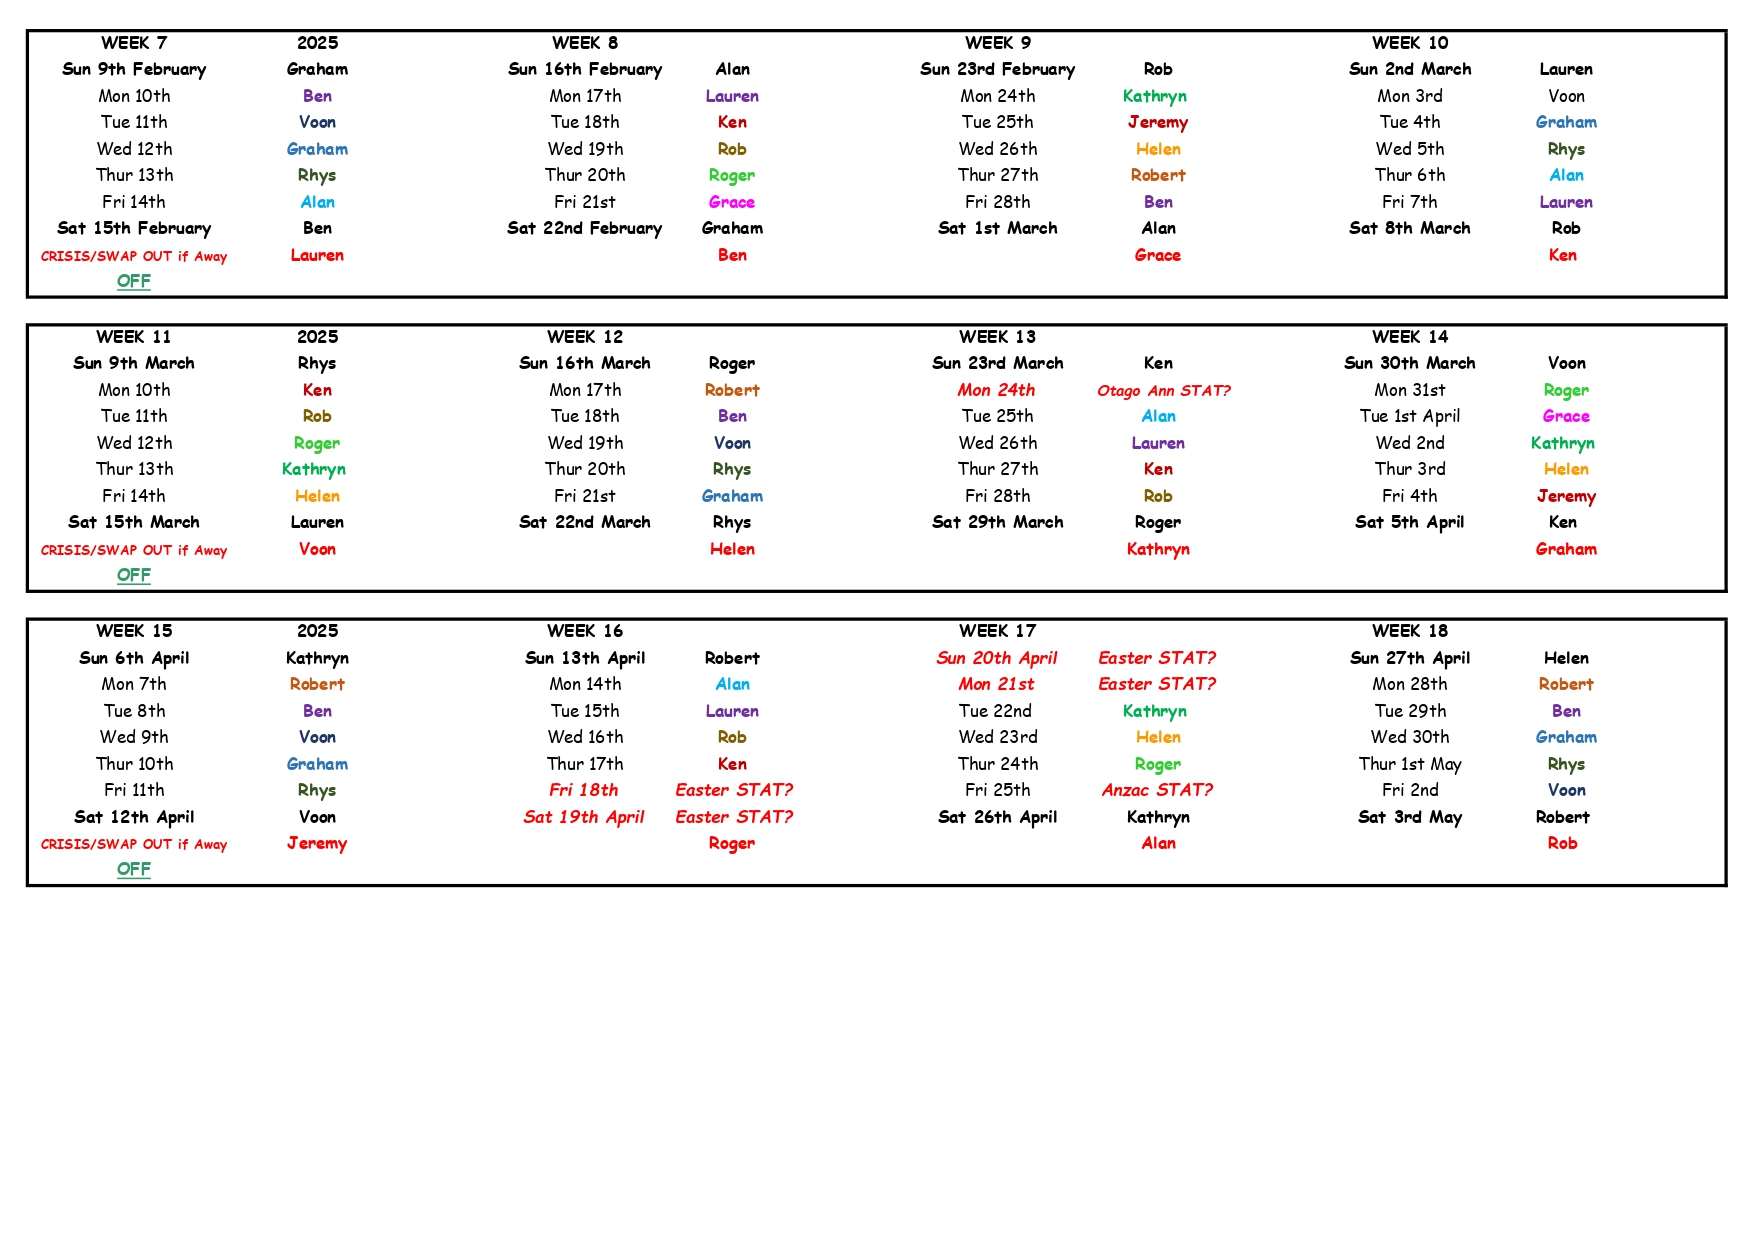 WEEK 7 2025 WEEK 8 WEEK 9 WEEK 10
Sun 9th February Graham Sun 16th February Alan Sun 23rd February Rob Sun 2nd March Lauren
Mon 10th Ben Mon 17th Lauren Mon 24th Kathryn Mon 3rd Voon
Tue 11th Voon Tue 18th Ken Tue 25th Jeremy Tue 4th Graham
Wed 12th Graham Wed 19th Rob Wed 26th Helen Wed 5th Rhys
Thur 13th Rhys Thur 20th Roger Thur 27th Robert Thur 6th Alan
Fri 14th Alan Fri 21st Grace Fri 28th Ben Fri 7th Lauren
Sat 15th February Ben Sat 22nd February Graham Sat 1st March Alan Sat 8th March Rob
CRISIS/SWAP OUT if Away Lauren Ben Grace Ken
OFF
WEEK 11 2025 WEEK 12 WEEK 13 WEEK 14
Sun 9th March Rhys Sun 16th March Roger Sun 23rd March Ken Sun 30th March Voon
Mon 10th Ken Mon 17th Robert Mon 24th Otago Ann STAT? Mon 31st Roger
Tue 11th Rob Tue 18th Ben Tue 25th Alan Tue 1st April Grace
Wed 12th Roger Wed 19th Voon Wed 26th Lauren Wed 2nd Kathryn
Thur 13th Kathryn Thur 20th Rhys Thur 27th Ken Thur 3rd Helen
Fri 14th Helen Fri 21st Graham Fri 28th Rob Fri 4th Jeremy
Sat 15th March Lauren Sat 22nd March Rhys Sat 29th March Roger Sat 5th April Ken
CRISIS/SWAP OUT if Away Voon Helen Kathryn Graham
OFF
WEEK 15 2025 WEEK 16 WEEK 17 WEEK 18
Sun 6th April Kathryn Sun 13th April Robert Sun 20th April Easter STAT? Sun 27th April Helen
Mon 7th Robert Mon 14th Alan Mon 21st Easter STAT? Mon 28th Robert
Tue 8th Ben Tue 15th Lauren Tue 22nd Kathryn Tue 29th Ben
Wed 9th Voon Wed 16th Rob Wed 23rd Helen Wed 30th Graham
Thur 10th Graham Thur 17th Ken Thur 24th Roger Thur 1st May Rhys
Fri 11th Rhys Fri 18th Easter STAT? Fri 25th Anzac STAT? Fri 2nd Voon
Sat 12th April Voon Sat 19th April Easter STAT? Sat 26th April Kathryn Sat 3rd May Robert
CRISIS/SWAP OUT if Away Jeremy Roger Alan Rob
OFF